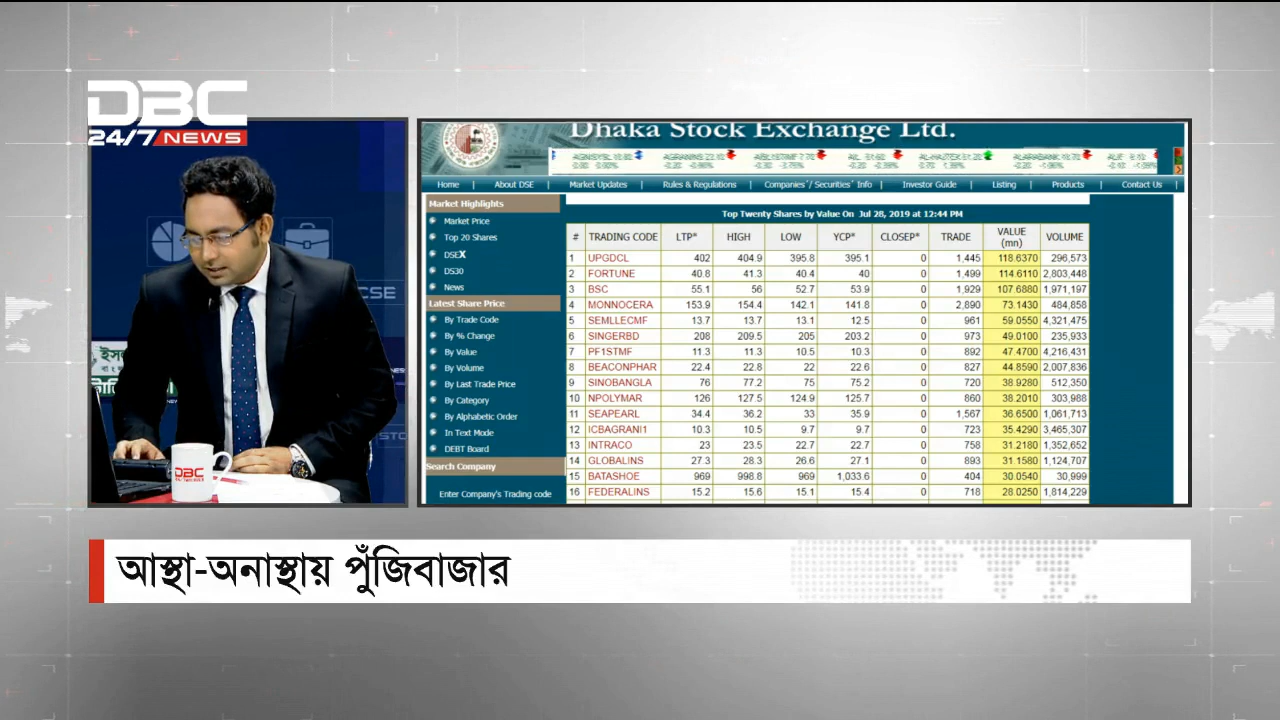 DBC
24/7 NEWS
CSE
ইসল
DBC
Dhaka Stock Exchange Ltd.
Home | About DSE | Market Updates | Rules & Regulations | Companies'/ Securities' Info | Investor Guide | Listing | Products | Contact Us |
Market Highlights
Market Price
Top 20 Shares
DSEX
DS30
News
Latest Share Price
By Trade Code
By % Change
By Value
By Volume
By Last Trade Price
By Category
By Alphabetic Order
In Text Mode
DEBT Board
Search Company
Enter Company's Trading code
Top Twenty Shares by Value On Jul 28, 2019 at 12:44 PM
# TRADING CODE LTP* HIGH LOW YCP* CLOSEP* TRADE VALUE (mn) VOLUME
1 UPGDCL 402 404.9 395.8 395.1 0 1,445 118.6370 296,573
2 FORTUNE 40.8 41.3 40.4 40 0 1,499 114.6110 2,803,448
3 BSC 55.1 56 52.7 53.9 0 1,929 107.6880 1,971,197
4 MONNOCERA 153.9 154.4 142.1 141.8 0 2,890 73.1430 484,858
5 SEMLLECMF 13.7 13.7 13.1 12.5 0 961 59.0550 4,321,475
6 SINGERBD 208 209.5 205 203.2 0 973 49.0100 235,933
7 PF1STMF 11.3 11.3 10.5 10.3 0 892 47.4700 4,216,431
8 BEACONPHAR 22.4 22.8 22 22.6 0 827 44.8590 2,007,836
9 SINOBANGLA 76 77.2 75 75.2 0 720 38.9280 512,350
10 NPOLYMAR 126 127.5 124.9 125.7 0 860 38.2010 303,988
11 SEAPEARL 34.4 36.2 33 35.9 0 1,567 36.6500 1,061,713
12 ICBAGRANI1 10.3 10.5 9.7 9.7 0 723 35.4290 3,465,307
13 INTRACO 23 23.5 22.7 22.7 0 758 31.2180 1,352,652
14 GLOBALINS 27.3 28.3 26.6 27.1 0 893 31.1580 1,124,707
15 BATASHOE 969 998.8 969 1,033.6 0 404 30.0540 30,999
16 FEDERALINS 15.2 15.6 15.1 15.4 0 718 28.0250 1,814,229
আস্থা-অনাস্থায় পুঁজিবাজার